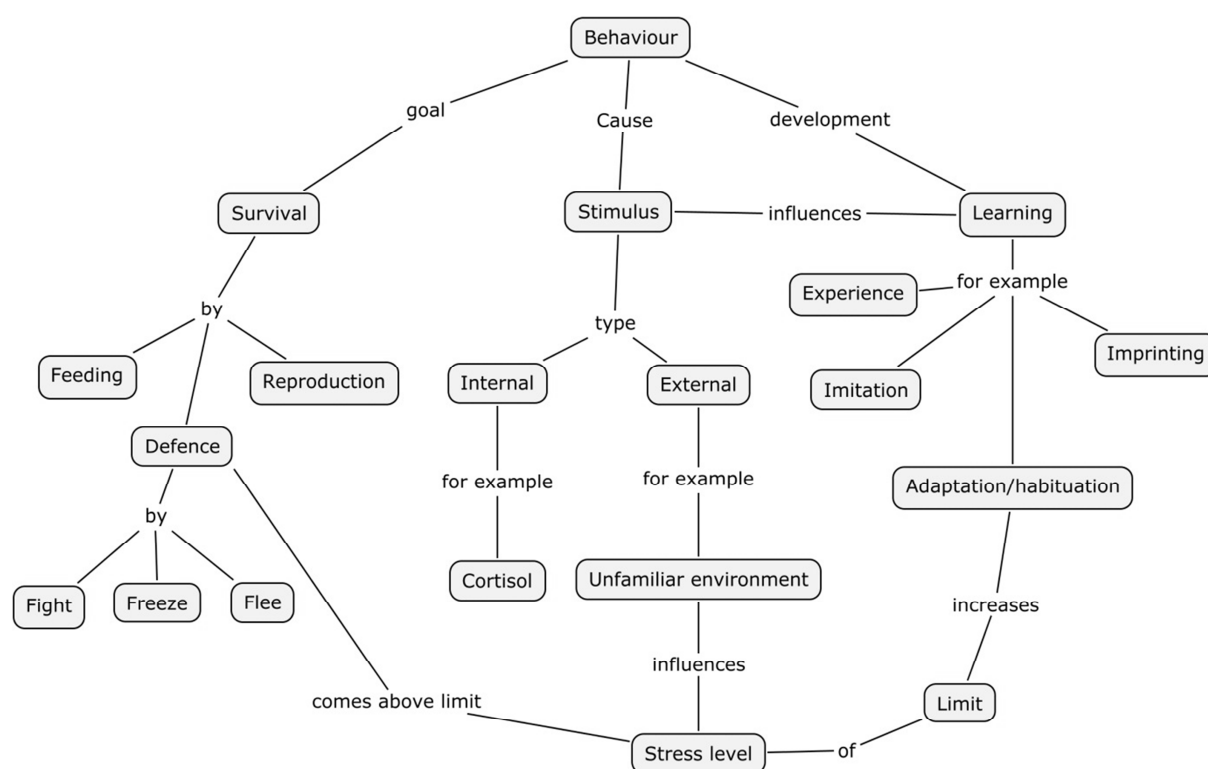 Behaviour
goal
Cause
development
Survival
Stimulus
influences
Learning
for example
Experience
by
type
Imprinting
Feeding
Reproduction
Internal
External
Imitation
Defence
for example
for example
Adaptation/habituation
by
Cortisol
Unfamiliar environment
Fight
Freeze
Flee
increases
influences
comes above limit
Limit
Stress level
of